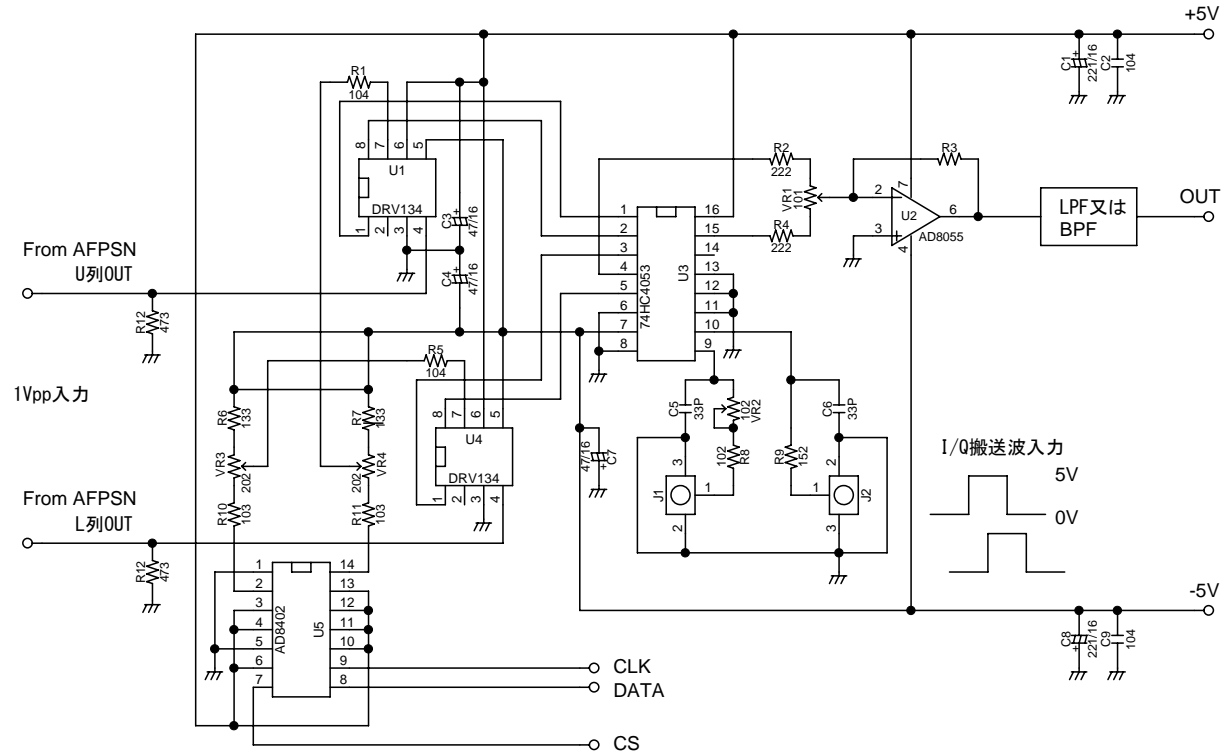 +5V
C1
+
221/16
C2
104
R1
104
8 7 6 5
U1
DRV134
1 2 3 4
C3
+
47/16
C4
+
47/16
From AFPSN
U列OUT
R12
473
1
2
3
4
5
6
7
8
74HC4053
U3
16
15
14
13
12
11
10
9
R2
222
VR1
101
R4
222
R3
2
3
7
6
4
U2
AD8055
LPF又は
BPF
OUT
1Vpp入力
R5
104
R6
133
R7
133
8 7 6 5
U4
DRV134
1 2 3 4
VR3
202
VR4
202
R10
103
R11
103
47/16
+
C7
C5
33P
102
VR2
102
R8
R9
152
C6
33P
3
J1
1
2
2
1
J2
3
I/Q搬送波入力
5V
0V
From AFPSN
L列OUT
R12
473
1
2
3
4
5
6
7
AD8402
U5
14
13
12
11
10
9
8
CLK
DATA
CS
-5V
C8
+
221/16
C9
104